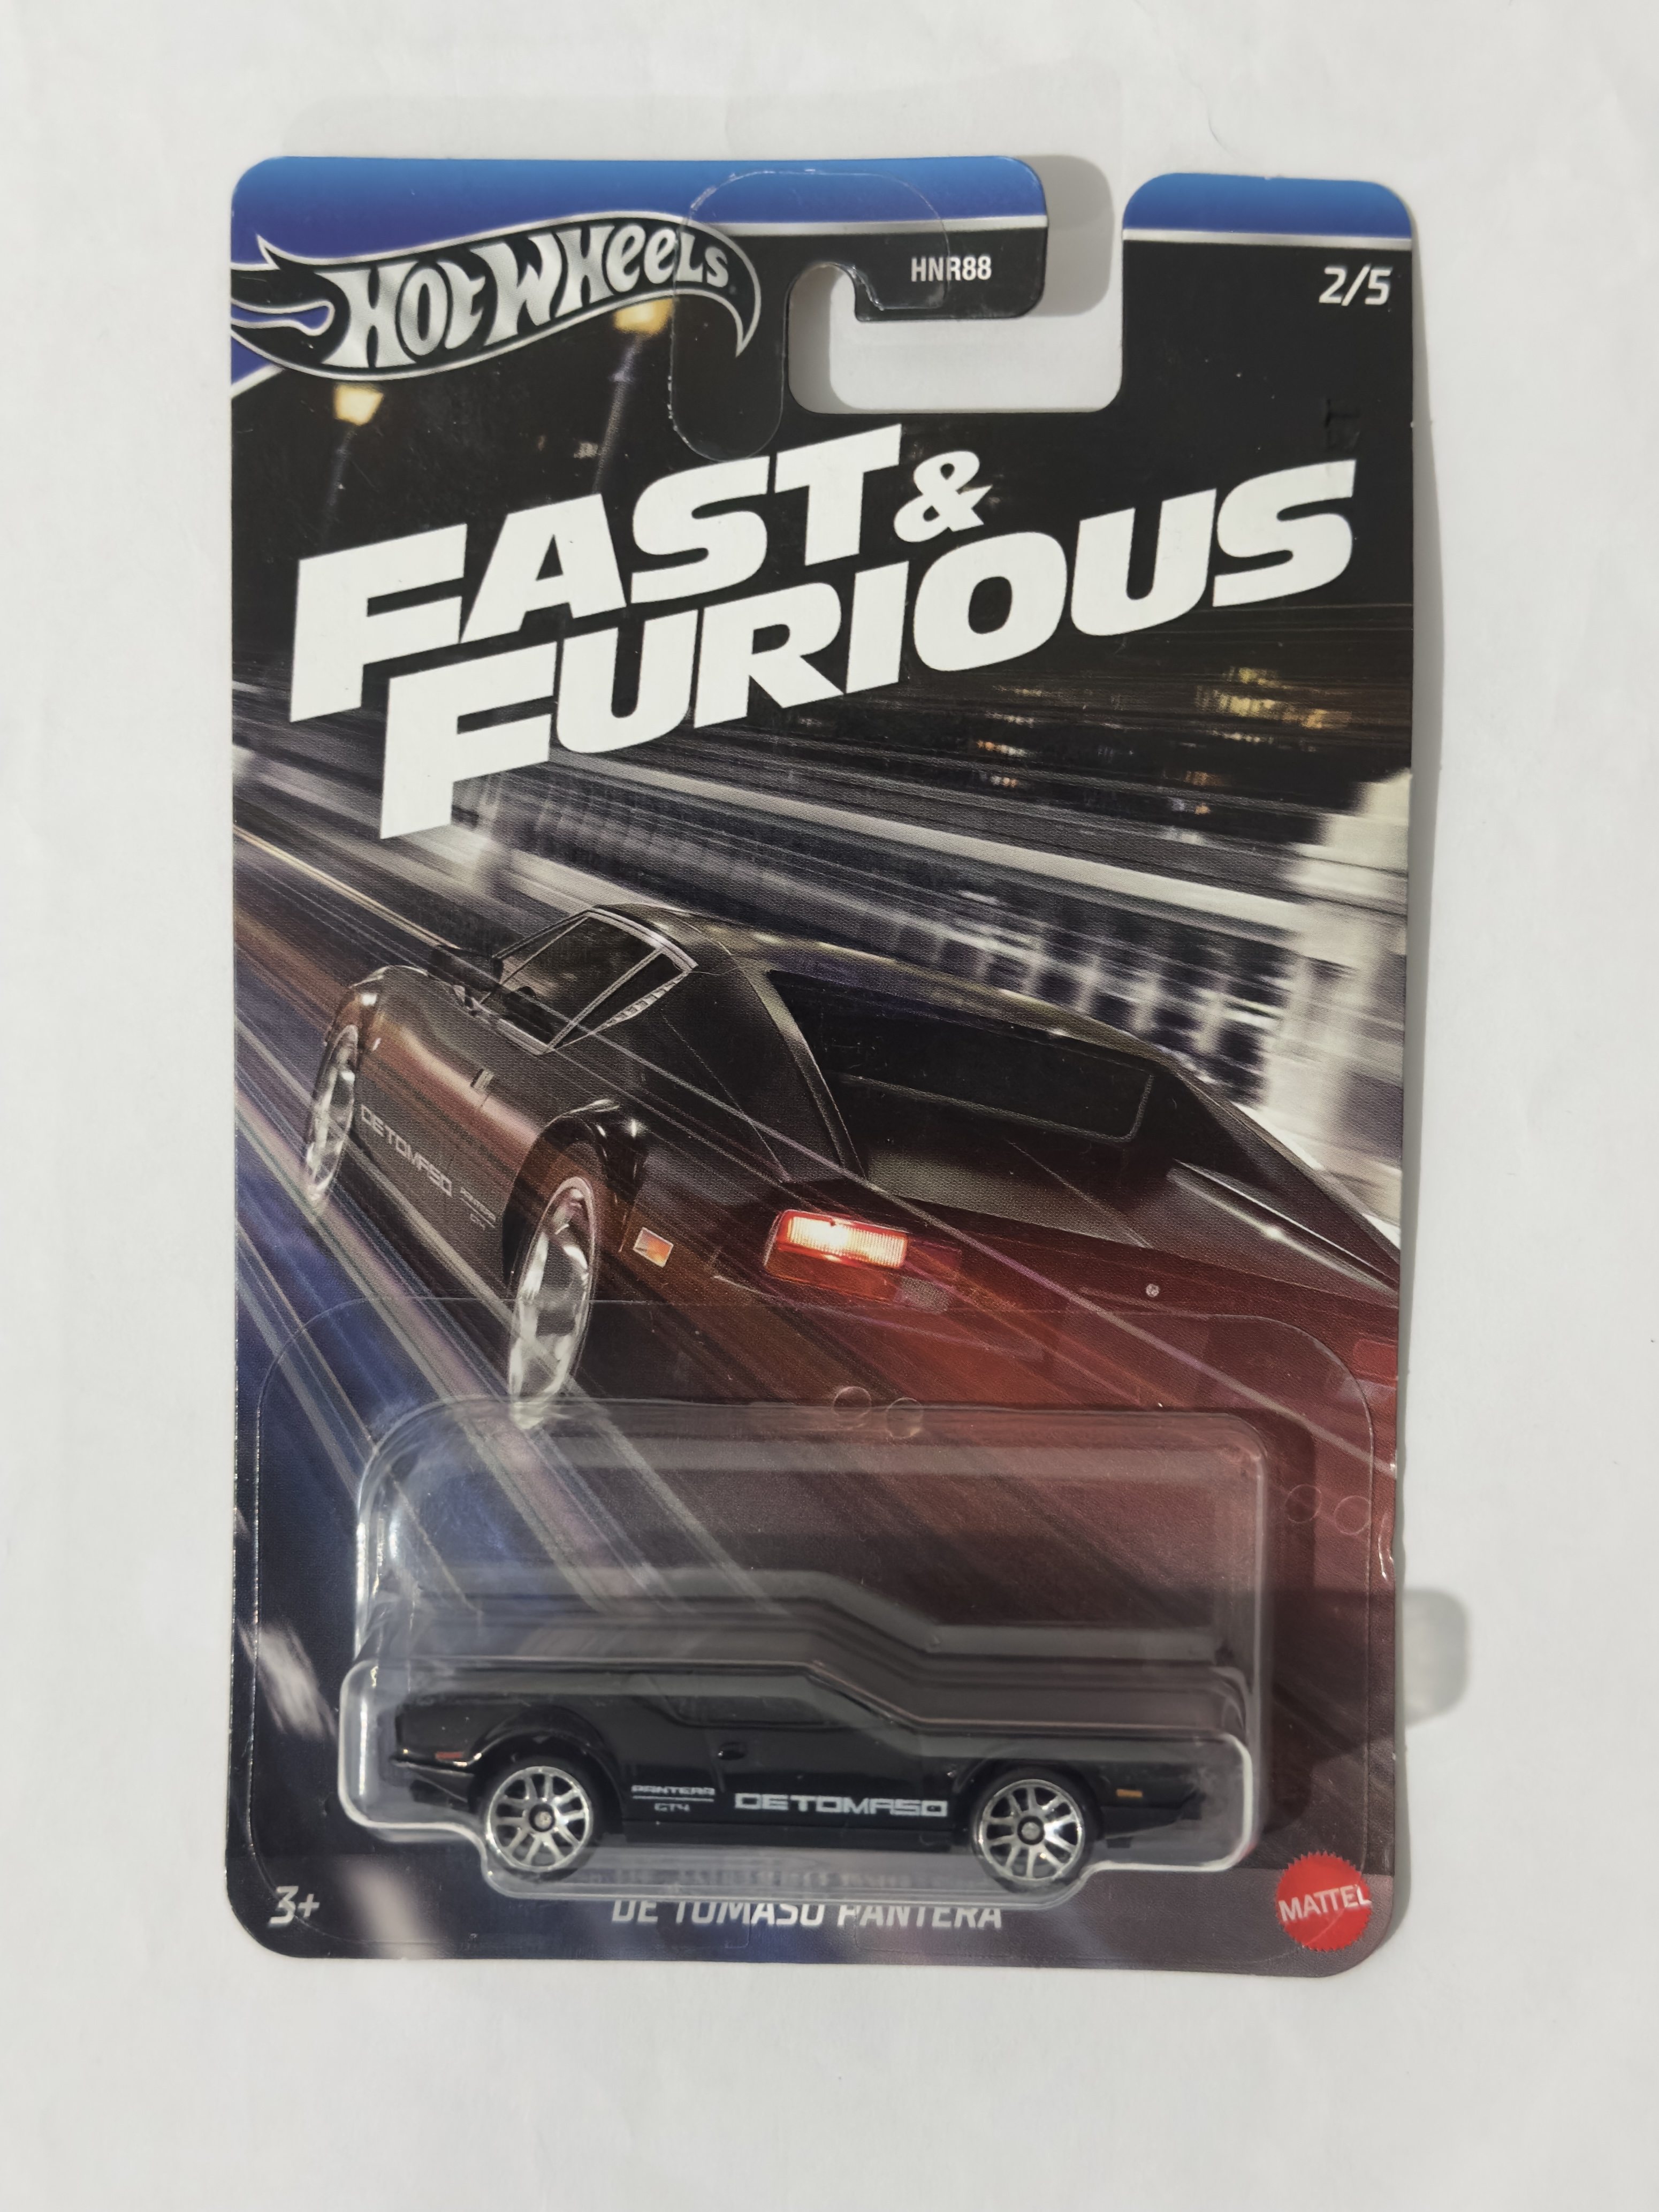 HOT WHEELS
HNR88
2/5
FAST &
FURIOUS
DETOMASO
PANTERA
GT4
DETOMASO
3+
DE TOMASO PANTERA
MATTEL